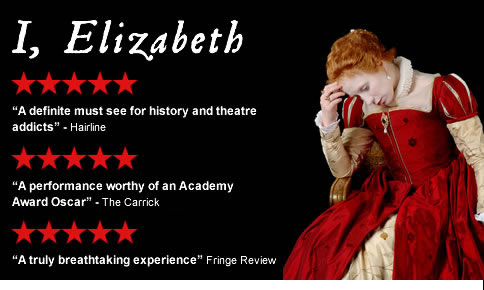 I, Elizabeth
“A definite must see for history and theatre
addicts” - Hairline
“A performance worthy of an Academy
Award Oscar” - The Carrick
“A truly breathtaking experience” Fringe Review